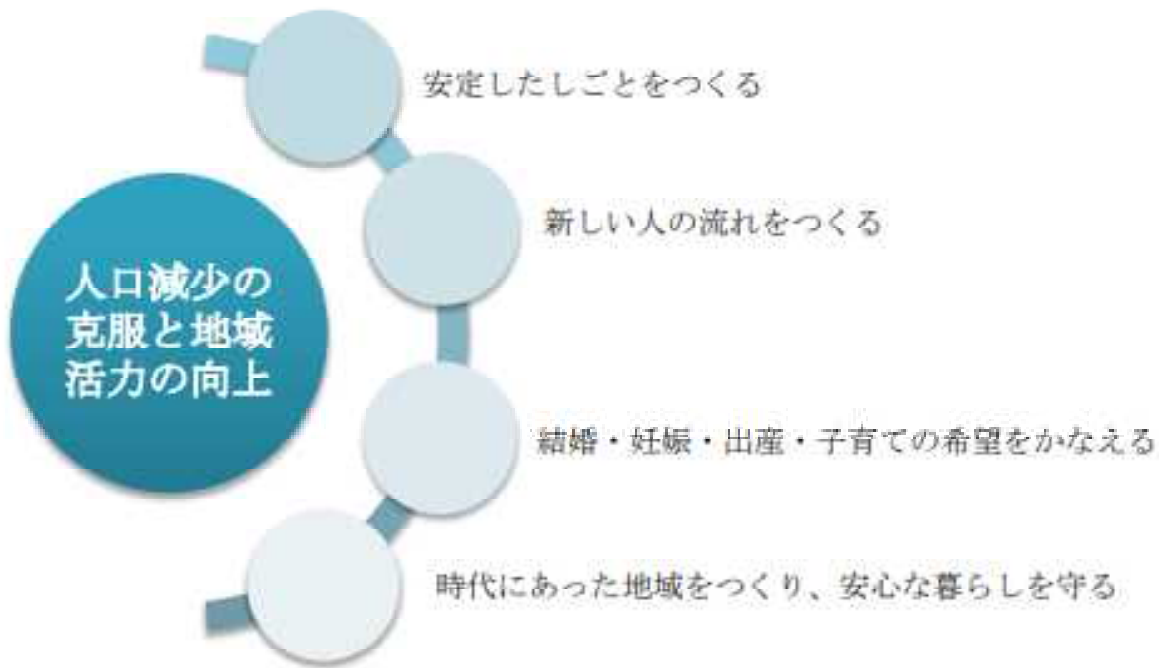 安定したしごとをつくる
新しい人の流れをつくる
人口減少の
克服と地域
活力の向上
結婚・妊娠・出産・子育ての希望をかなえる
時代にあった地域をつくり、安心な暮らしを守る